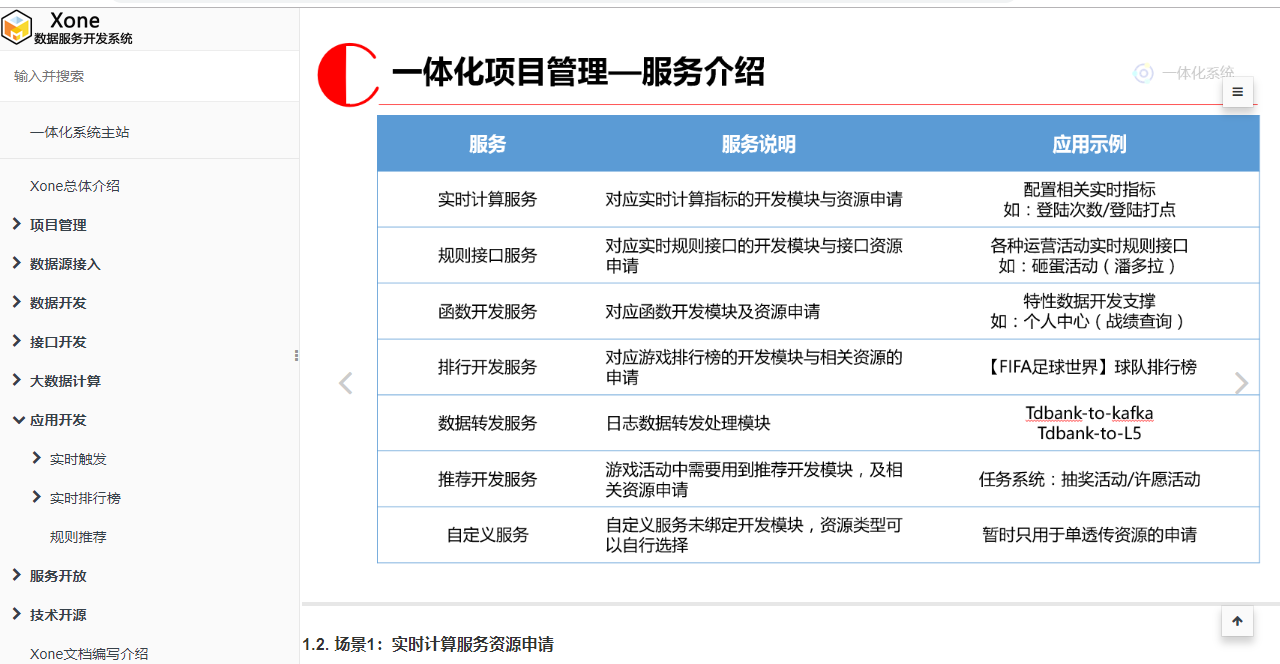 Xone
数据服务开发系统
输入并搜索
一体化系统主站
Xone总体介绍
项目管理
数据源接入
数据开发
接口开发
大数据计算
应用开发
实时触发
实时排行榜
规则推荐
服务开放
技术开源
Xone文档编写介绍
一体化项目管理—服务介绍
一体化系统
服务 服务说明 应用示例
实时计算服务 对应实时计算指标的开发模块与资源申请 配置相关实时指标
如：登陆次数/登陆打点
规则接口服务 对应实时规则接口的开发模块与接口资源
申请 各种运营活动实时规则接口
如：砸蛋活动（潘多拉）
函数开发服务 对应函数开发模块及资源申请 特性数据开发支撑
如：个人中心（战绩查询）
排行开发服务 对应游戏排行榜的开发模块与相关资源的
申请 【FIFA足球世界】球队排行榜
数据转发服务 日志数据转发处理模块 Tdbank-to-kafka
Tdbank-to-L5
推荐开发服务 游戏活动中需要用到推荐开发模块，及相
关资源申请 任务系统：抽奖活动/许愿活动
自定义服务 自定义服务未绑定开发模块，资源类型可
以自行选择 暂时只用于单透传资源的申请
1.2. 场景1：实时计算服务资源申请